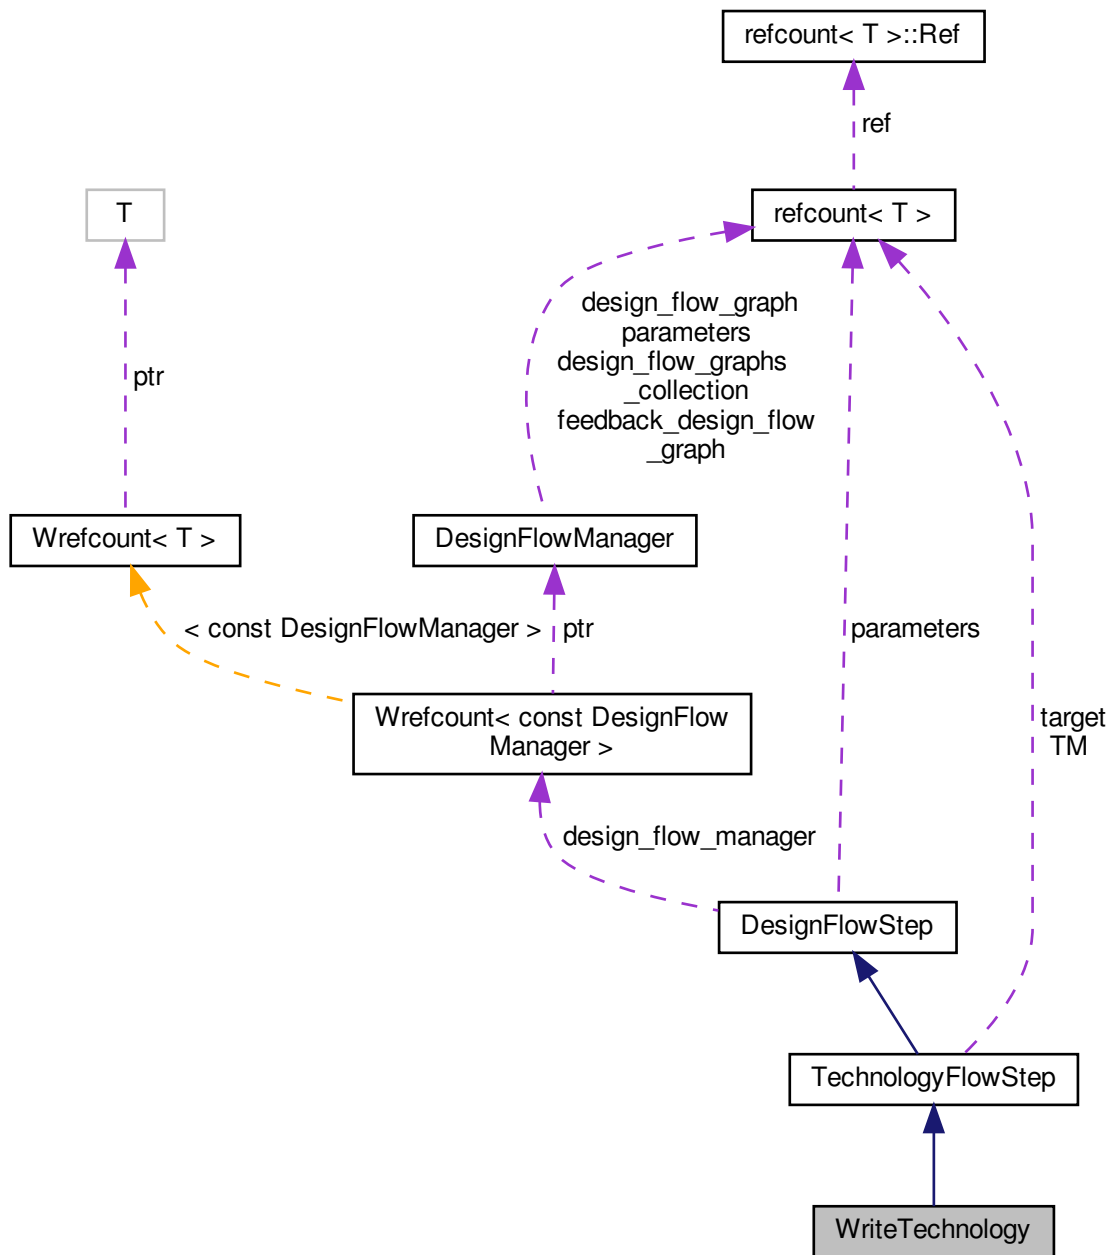 refcount< T >::Ref
ref
T
refcount< T >
design_flow_graph
parameters
design_flow_graphs
_collection
feedback_design_flow
_graph
ptr
Wrefcount< T >
DesignFlowManager
< const DesignFlowManager >
ptr
parameters
Wrefcount< const DesignFlow
Manager >
target
TM
design_flow_manager
DesignFlowStep
TechnologyFlowStep
WriteTechnology